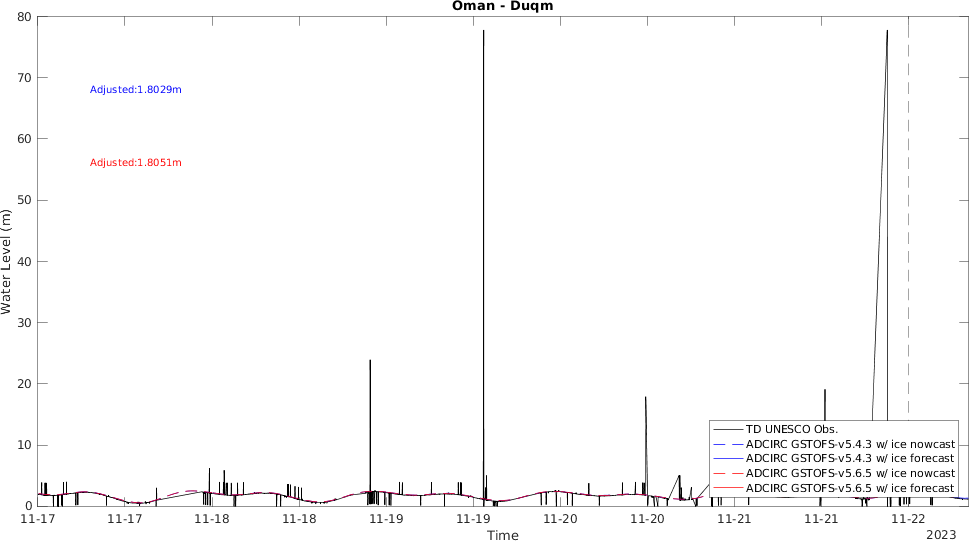 Oman - Duqm
80
70
60
50
40
30
20
10
0
Water Level (m)
Adjusted:1.8029m
Adjusted:1.8051m
TD UNESCO Obs.
ADCIRC GSTOFS-v5.4.3 w/ ice nowcast
ADCIRC GSTOFS-v5.4.3 w/ ice forecast
ADCIRC GSTOFS-v5.6.5 w/ ice nowcast
ADCIRC GSTOFS-v5.6.5 w/ ice forecast
11-17 11-17 11-18 11-18 11-19 11-19 11-20 11-20 11-21 11-21 11-22
Time
2023